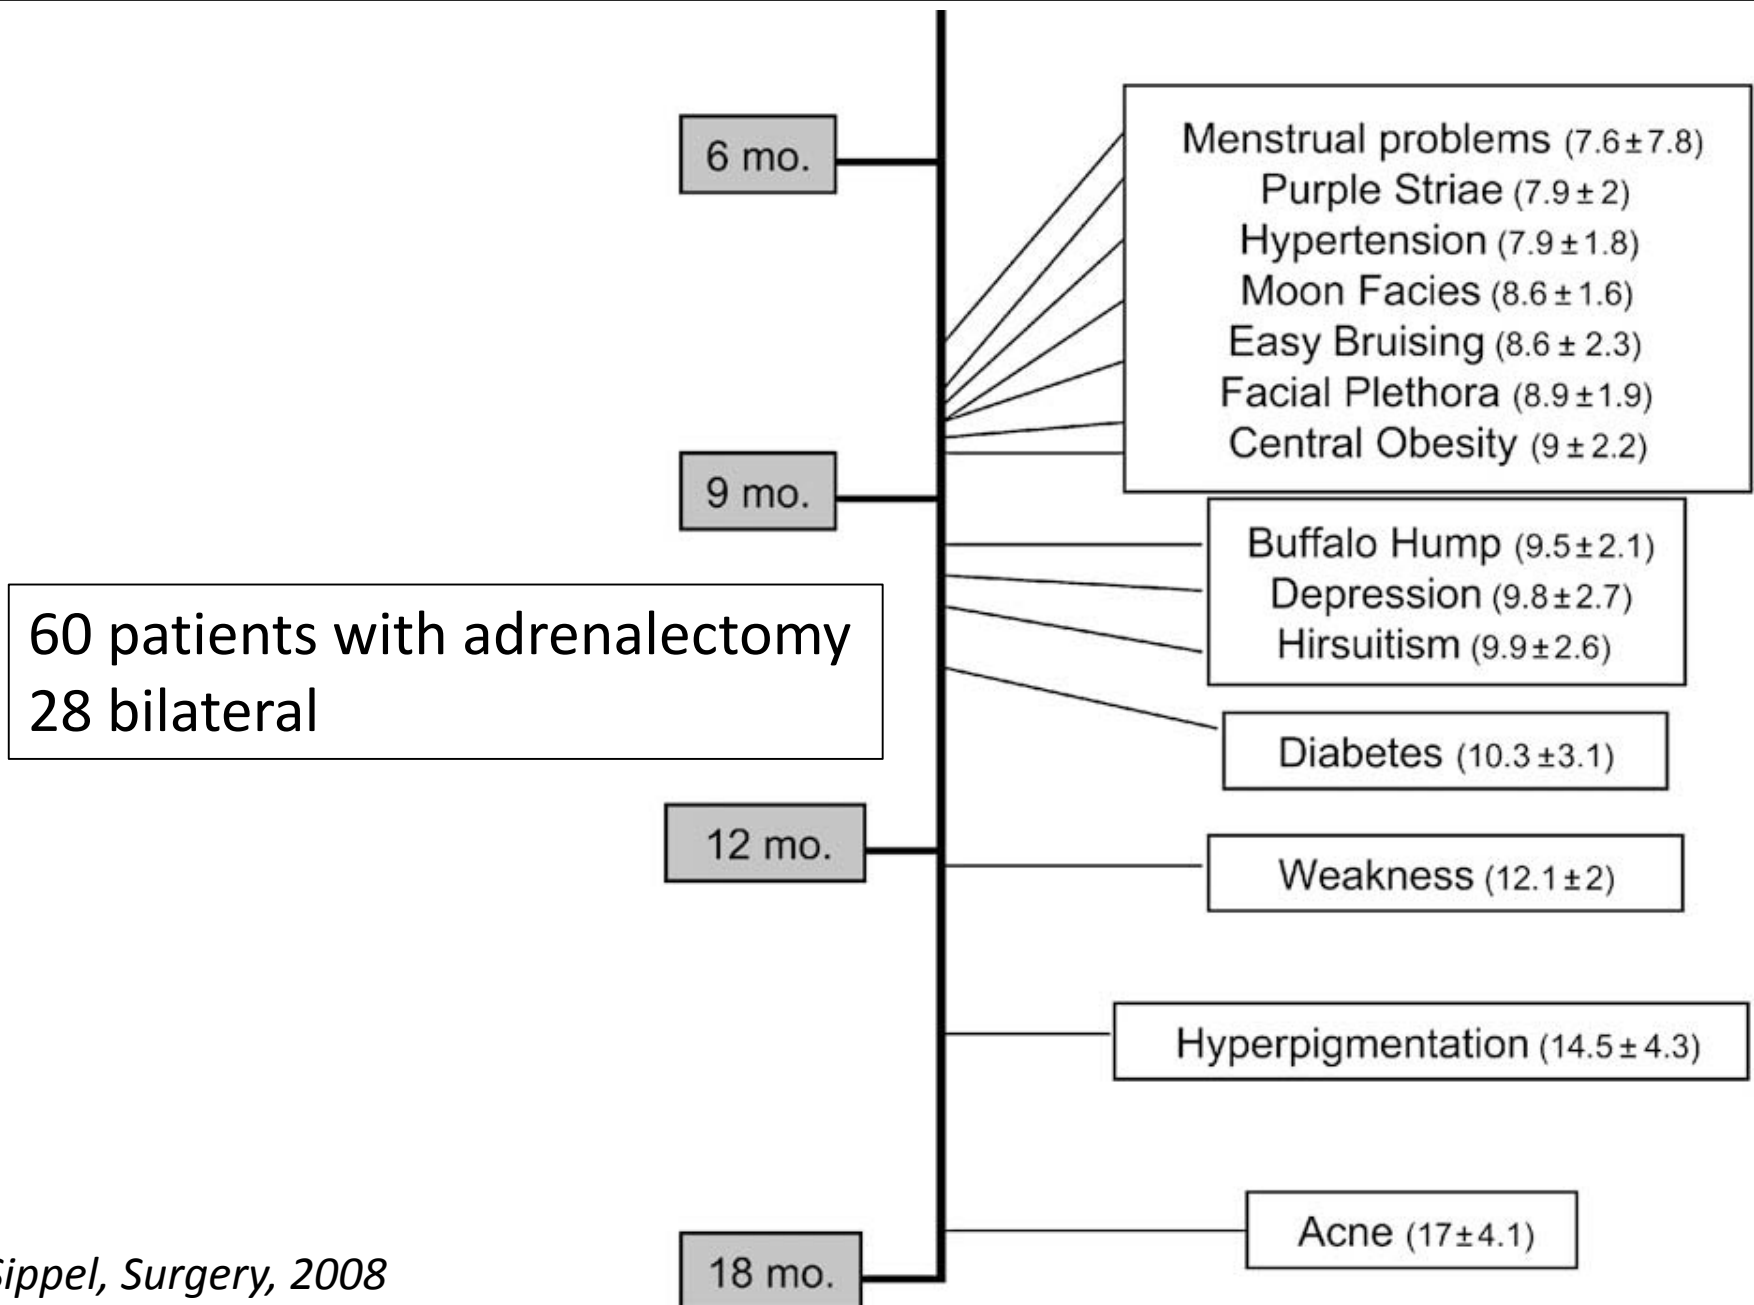 6 mo.
Menstrual problems (7.6±7.8)
Purple Striae (7.9±2)
Hypertension (7.9±1.8)
Moon Facies (8.6±1.6)
Easy Bruising (8.6±2.3)
Facial Plethora (8.9±1.9)
Central Obesity (9±2.2)
9 mo.
Buffalo Hump (9.5±2.1)
Depression (9.8±2.7)
Hirsuitism (9.9±2.6)
60 patients with adrenalectomy
28 bilateral
Diabetes (10.3±3.1)
12 mo.
Weakness (12.1±2)
Hyperpigmentation (14.5±4.3)
Acne (17±4.1)
18 mo.
Sippel, Surgery, 2008